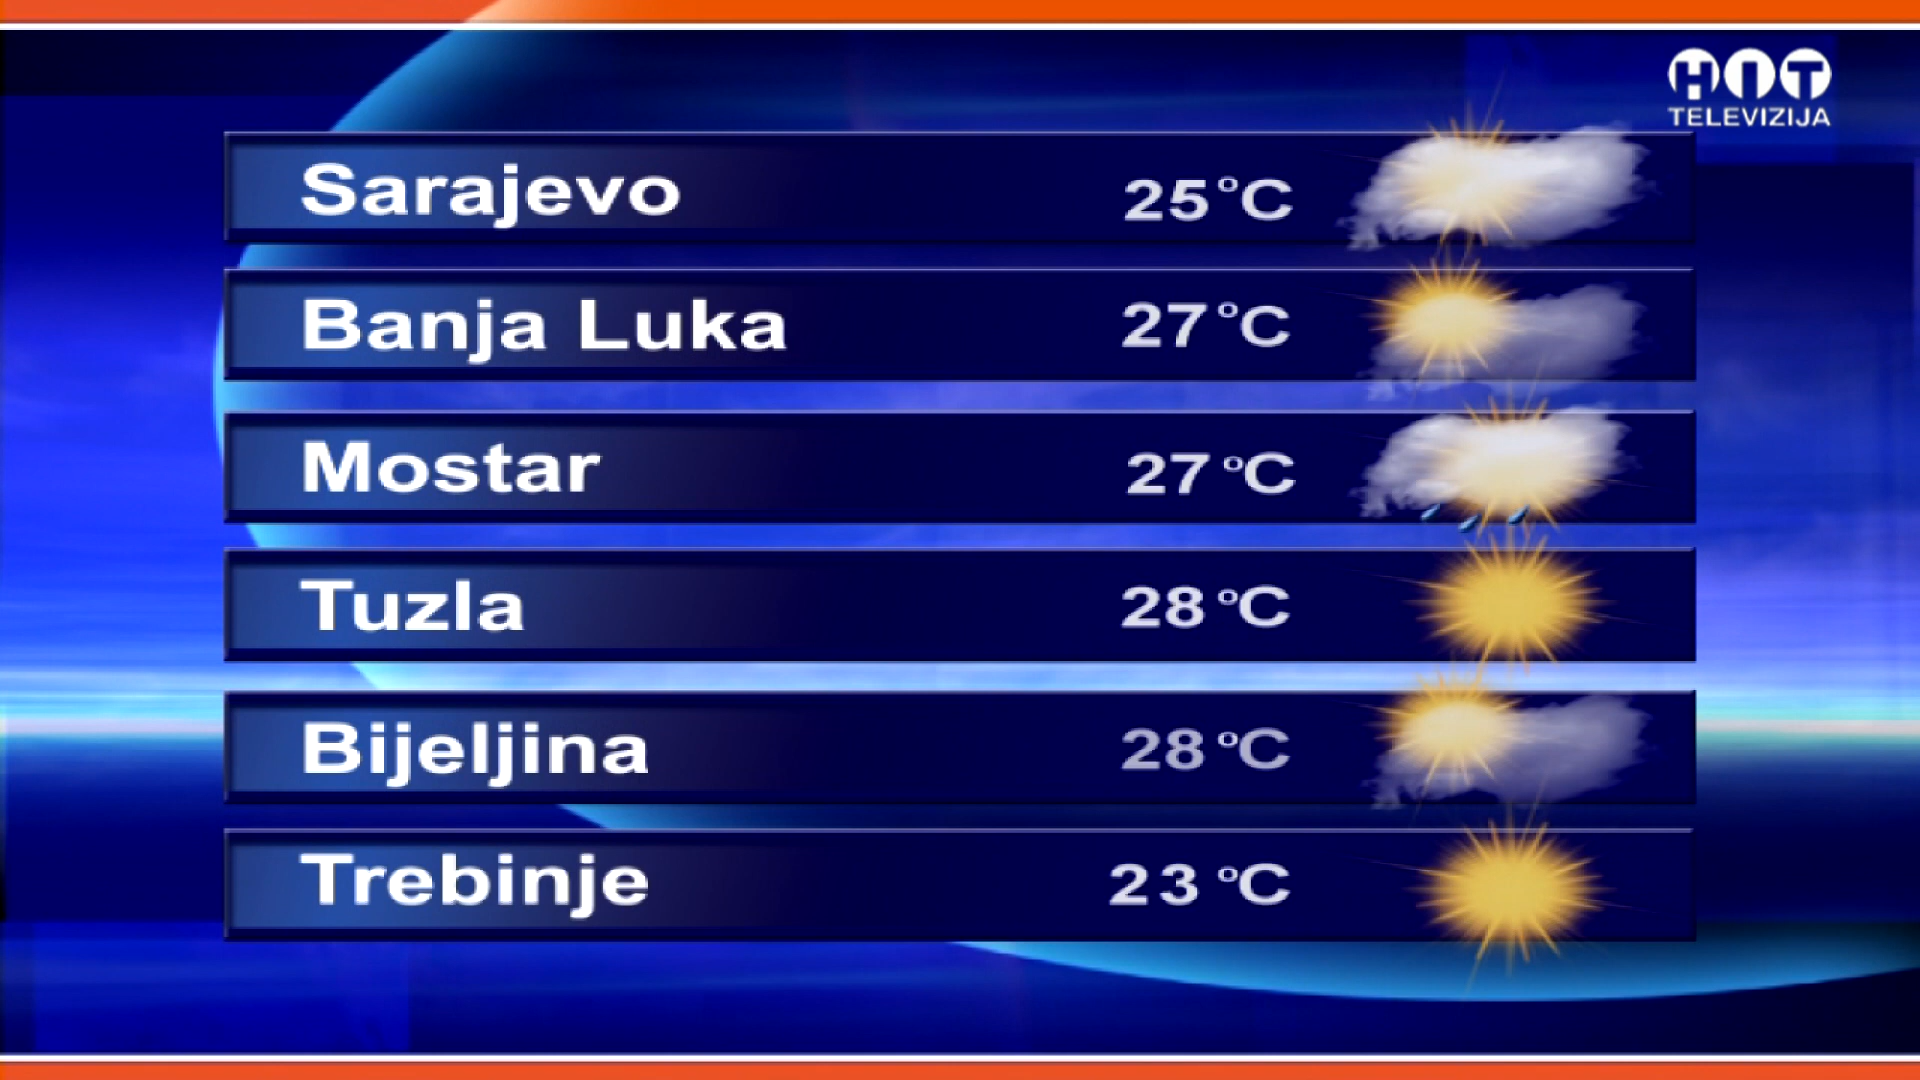 HIT
TELEVIZIJA
Sarajevo 25°C
Banja Luka 27°C
Mostar 27°C
Tuzla 28°C
Bijeljina 28°C
Trebinje 23°C